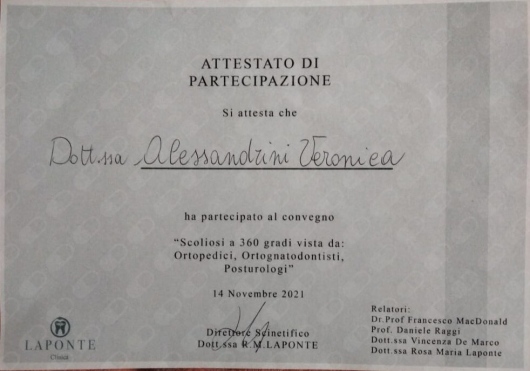 ATTESTATO DI
PARTECIPAZIONE
Si attesta che
Dott.ssa Alessandrini Veronica
ha partecipato al convegno
"Scoliosi a 360 gradi vista da:
Ortopedici, Ortognatodontisti,
Posturologi"
14 Novembre 2021
Direttore Scinetifico
Dott.ssa R.M.LAPONTE
LAPONTE
Clinica
Relatori:
Dr.Prof Francesco MacDonald
Prof. Daniele Raggi
Dott.ssa Vincenza De Marco
Dott.ssa Rosa Maria Laponte